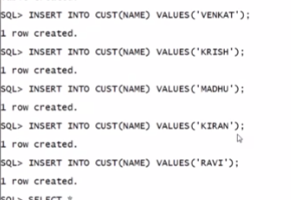 SQL> INSERT INTO CUST(NAME) VALUES('VENKAT');
1 row created.
SQL> INSERT INTO CUST(NAME) VALUES('KRISH');
1 row created.
SQL> INSERT INTO CUST(NAME) VALUES('MADHU');
1 row created.
SQL> INSERT INTO CUST(NAME) VALUES('KIRAN');
1 row created.
SQL> INSERT INTO CUST(NAME) VALUES('RAVI');
1 row created.
SQL> SELECT *